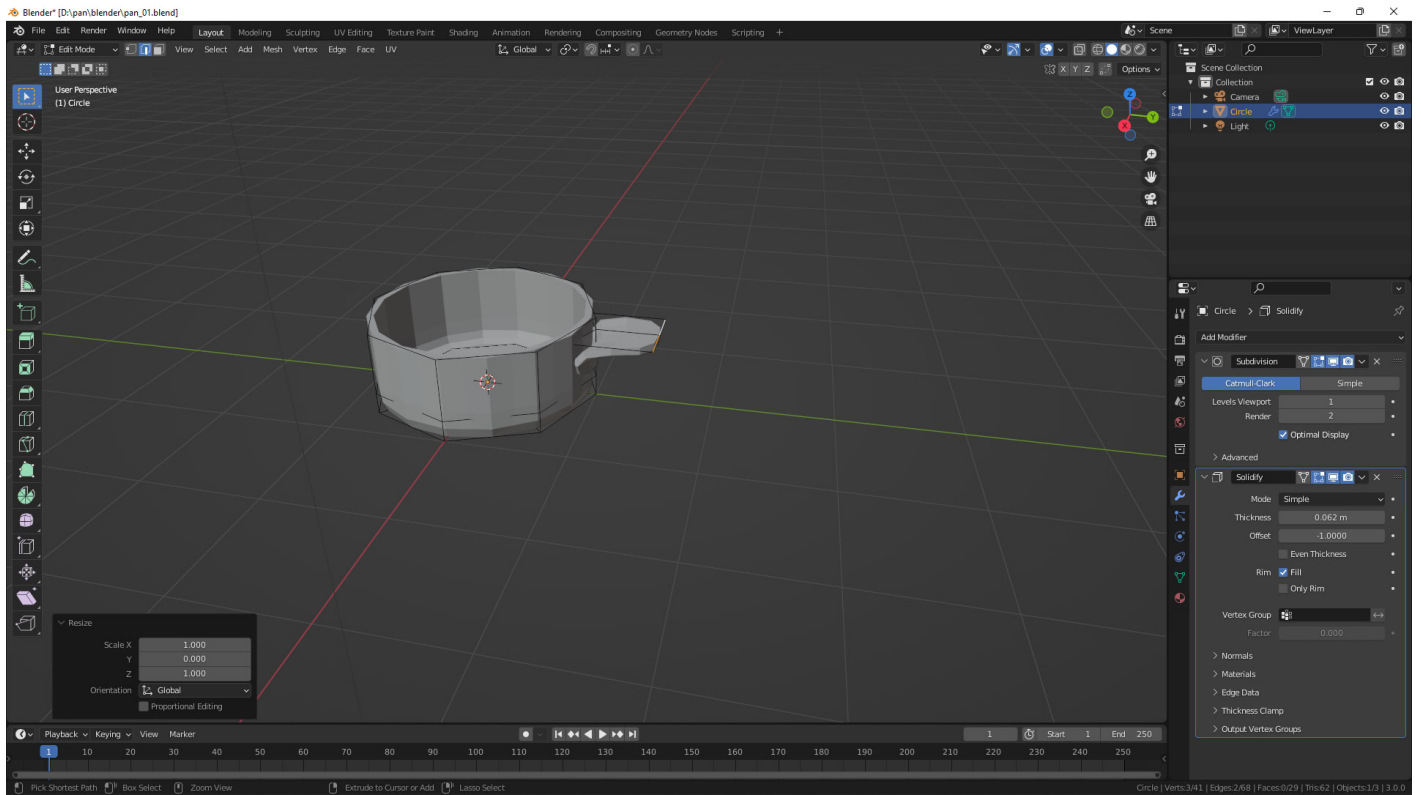 Blender* [D:\pan\blender\pan_01.blend]
File Edit Render Window Help Layout Modeling Sculpting UV Editing Texture Paint Shading Animation Rendering Compositing Geometry Nodes Scripting + Scene ViewLayer
Edit Mode View Select Add Mesh Vertex Edge Face UV Global
X Y Z Options
User Perspective
(1) Circle
Z
Y
X
Scene Collection
Collection
Camera
Circle
Light
Circle > Solidify
Add Modifier
Subdivision
Catmull-Clark Simple
Levels Viewport 1
Render 2
Optimal Display
> Advanced
Solidify
Mode Simple
Thickness 0.062 m
Offset -1.0000
Even Thickness
Rim Fill
Only Rim
Vertex Group
Factor 0.000
> Normals
> Materials
> Edge Data
> Thickness Clamp
> Output Vertex Groups
Resize
Scale X 1.000
Y 0.000
Z 1.000
Orientation Global
Proportional Editing
Playback Keying View Marker 1 Start 1 End 250
1 10 20 30 40 50 60 70 80 90 100 110 120 130 140 150 160 170 180 190 200 210 220 230 240 250
Pick Shortest Path Box Select Zoom View Extrude to Cursor or Add Lasso Select Circle | Verts:3/41 | Edges:2/68 | Faces:0/29 | Tris:62 | Objects:1/3 | 3.0.0